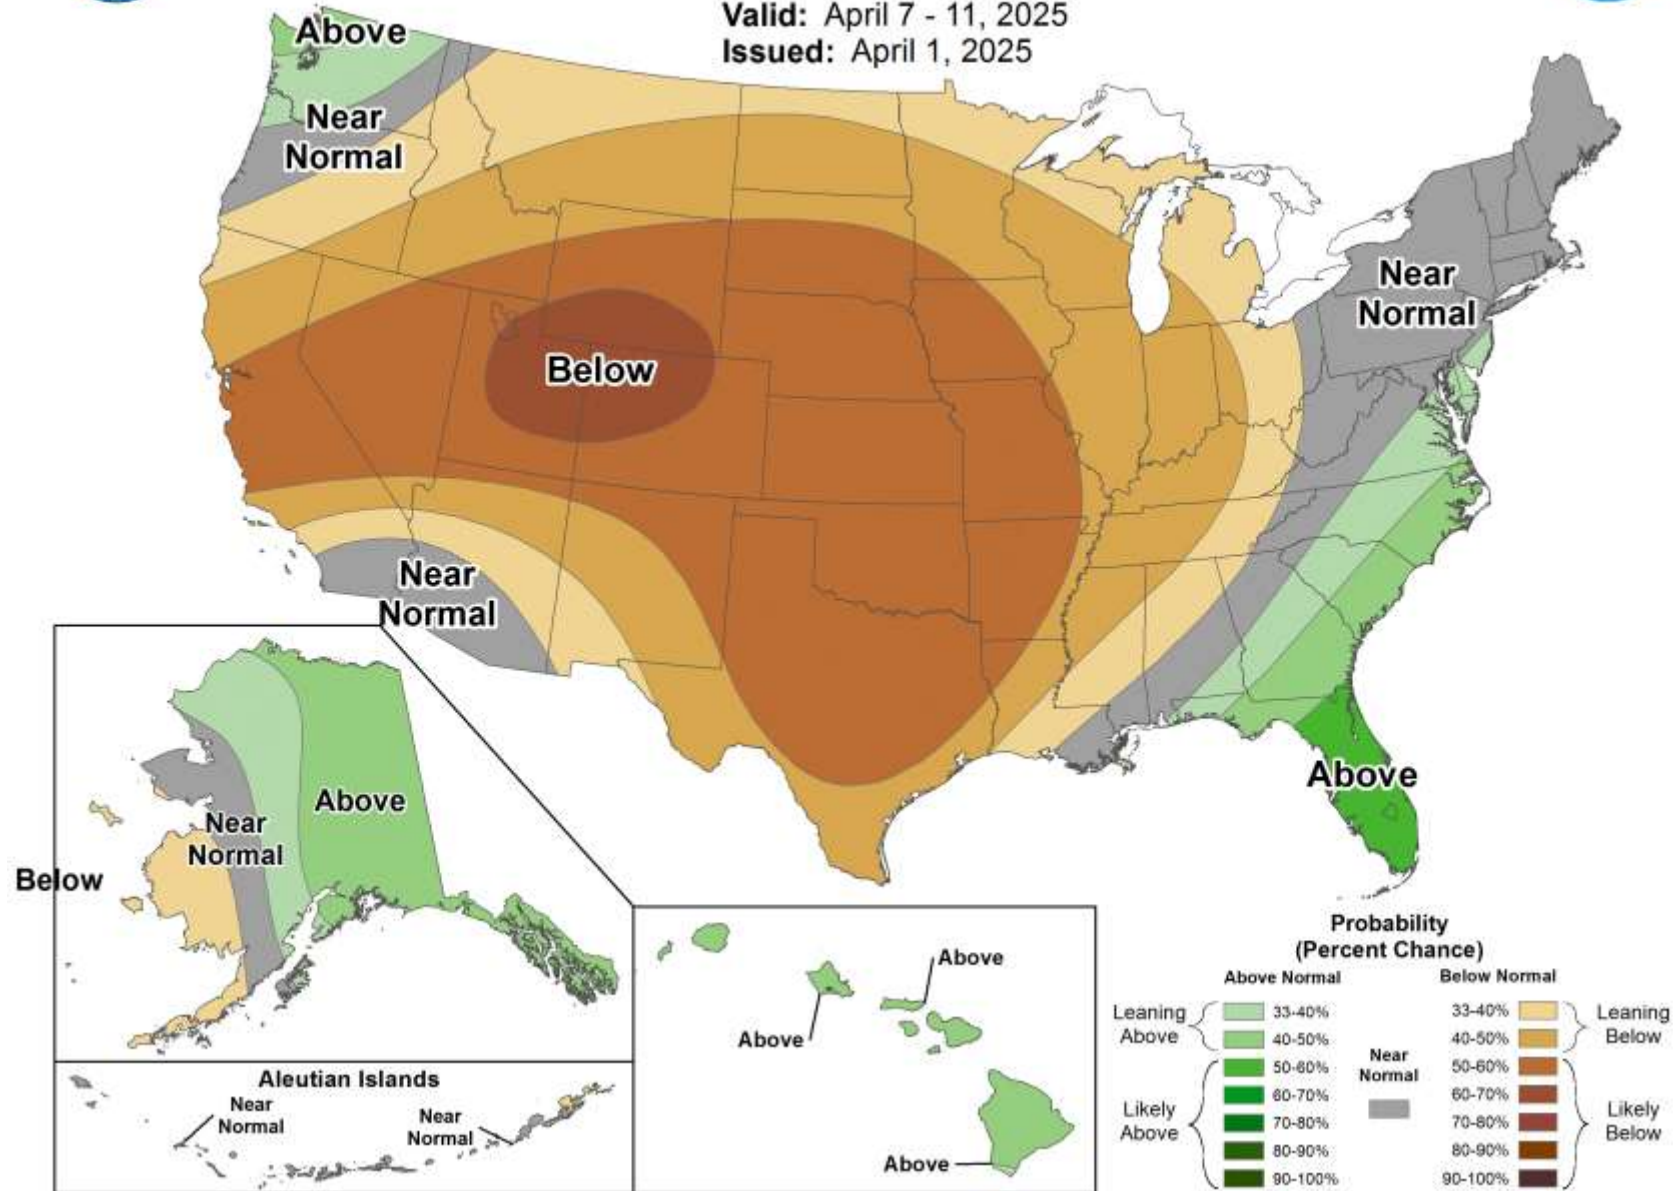 Valid: April 7 - 11, 2025
Issued: April 1, 2025
Above
Near
Normal
Below
Near
Normal
Near
Normal
Above
Above
Near
Normal
Below
Aleutian Islands
Near
Normal
Near
Normal
Above
Above
Above
Probability
(Percent Chance)
Above Normal
Below Normal
Leaning
Above
33-40%
40-50%
50-60%
60-70%
70-80%
80-90%
90-100%
Likely
Above
Near
Normal
33-40%
40-50%
50-60%
60-70%
70-80%
80-90%
90-100%
Leaning
Below
Likely
Below